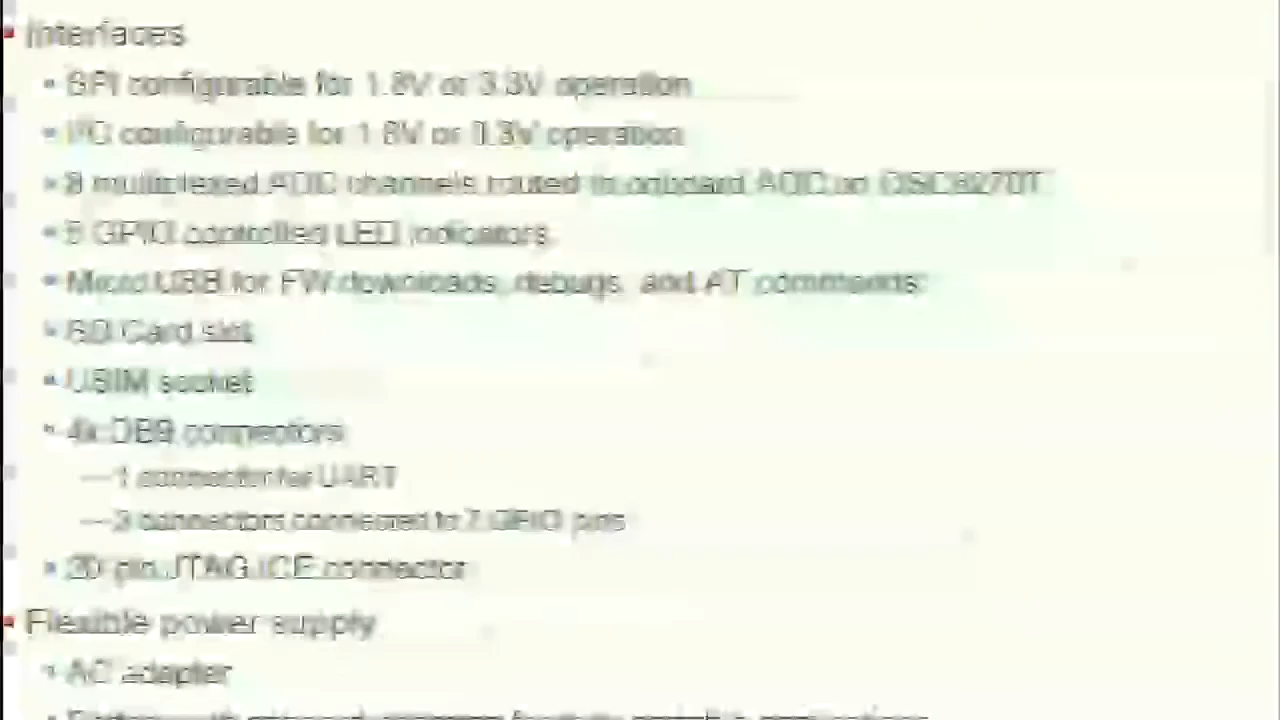 Interfaces
SPI configurable for 1.8V or 3.3V operation
I²C configurable for 1.8V or 3.3V operation
8 multiplexed ADC channels routed to onboard ADC on
GPIO controlled LED indicators
Micro USB for FW downloads, debugs, and AT commands
SD Card slot
USIM socket
4x DB9 connectors
— 1 connector for UART
— 3 connectors connected to 7 GPIO pins
20 pin JTAG ICE connector
Flexible power supply
AC adapter